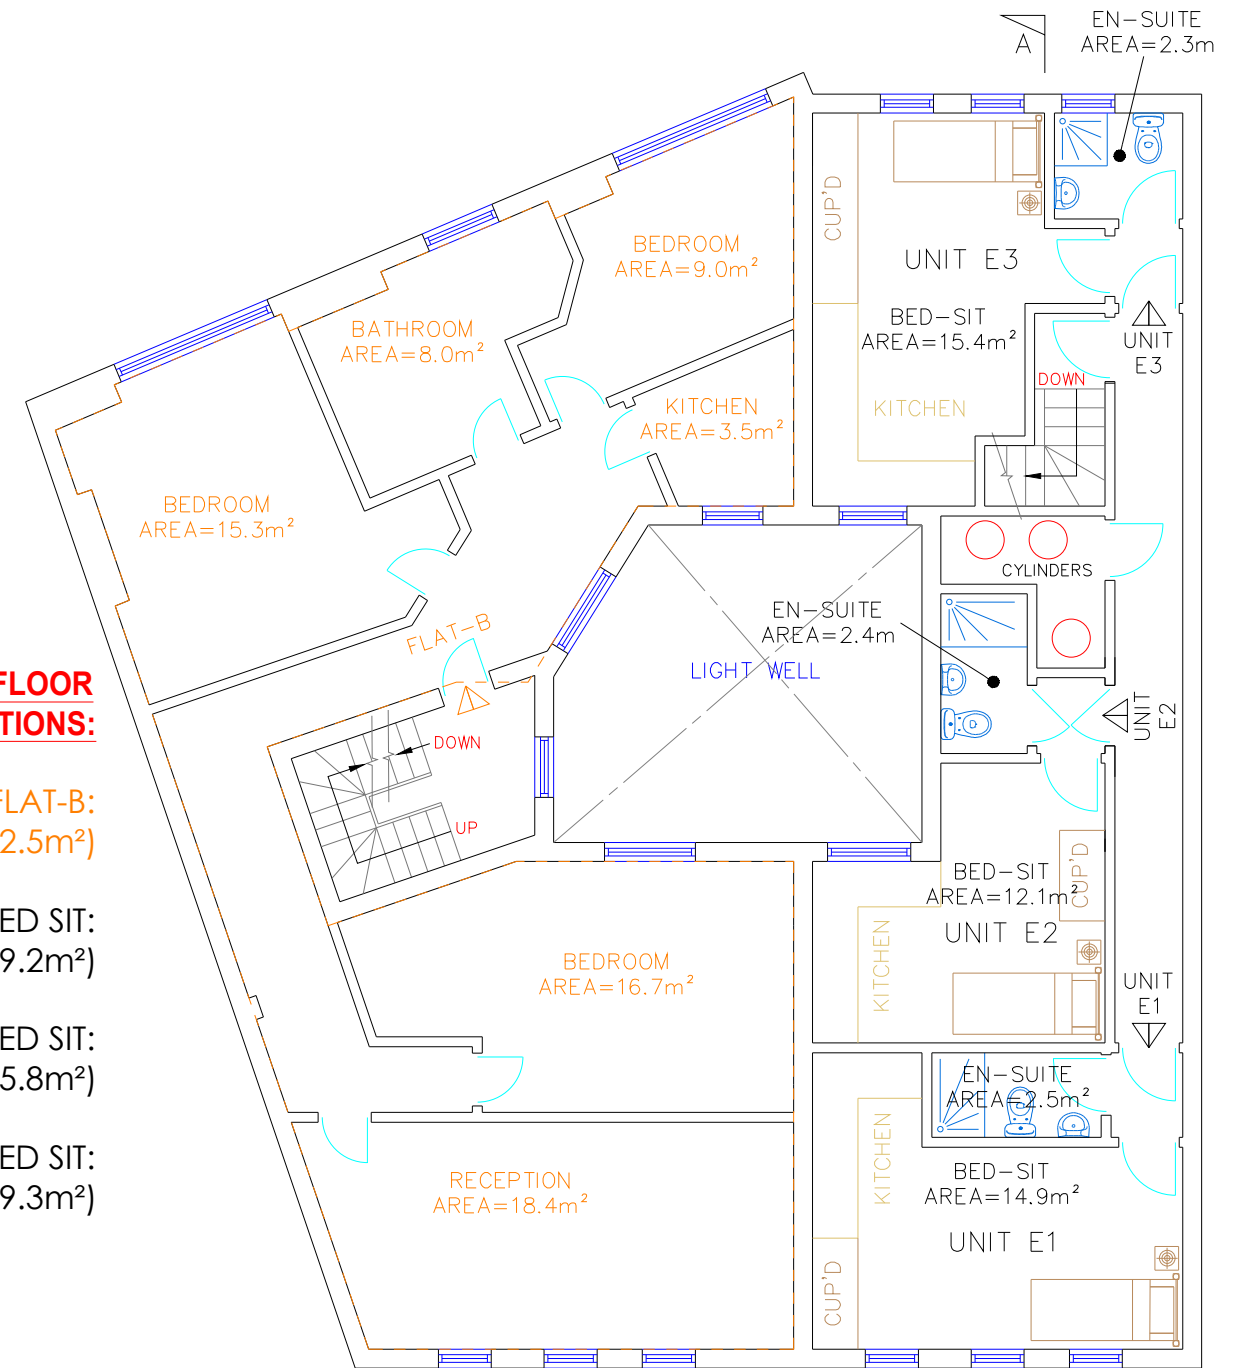 EN-SUITE
AREA=2.3m
A
CUP'D
UNIT E3
BED-SIT
AREA=15.4m²
KITCHEN
UNIT
E3
DOWN
BEDROOM
AREA=9.0m²
BATHROOM
AREA=8.0m²
KITCHEN
AREA=3.5m²
BEDROOM
AREA=15.3m²
CYLINDERS
EN-SUITE
AREA=2.4m
FLAT-B
LIGHT WELL
UNIT
E2
FLOOR
TIONS:
DOWN
UP
FLAT-B:
2.5m²)
ED SIT:
9.2m²)
ED SIT:
5.8m²)
ED SIT:
9.3m²)
BED-SIT
AREA=12.1m²
CUP'D
UNIT E2
KITCHEN
BEDROOM
AREA=16.7m²
UNIT
E1
EN-SUITE
AREA=2.5m²
KITCHEN
BED-SIT
AREA=14.9m²
UNIT E1
CUP'D
RECEPTION
AREA=18.4m²